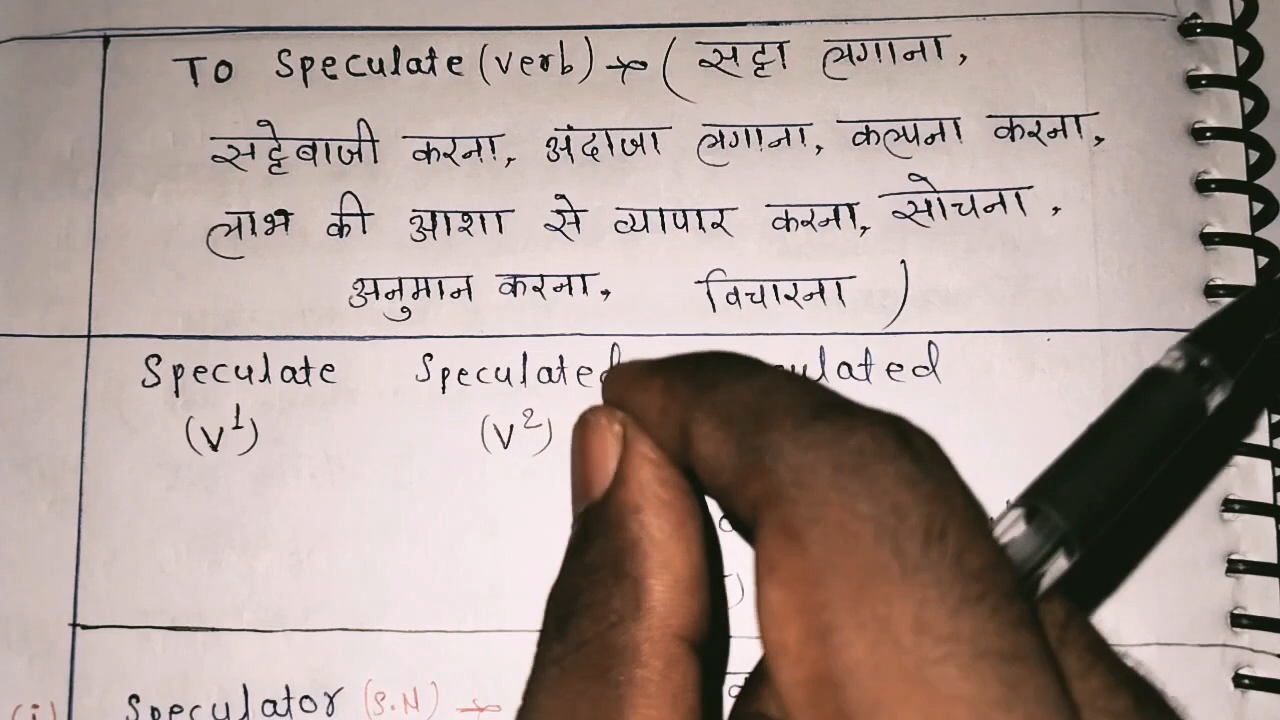 To Speculate (verb) → ( सट्टा लगाना,
सट्टेबाजी करना, अंदाजा लगाना, कल्पना करना,
लाभ की आशा से व्यापार करना, सोचना,
अनुमान करना, विचारना )
Speculate Speculated
(V1) (V2)
(i) Speculator (S.N) →